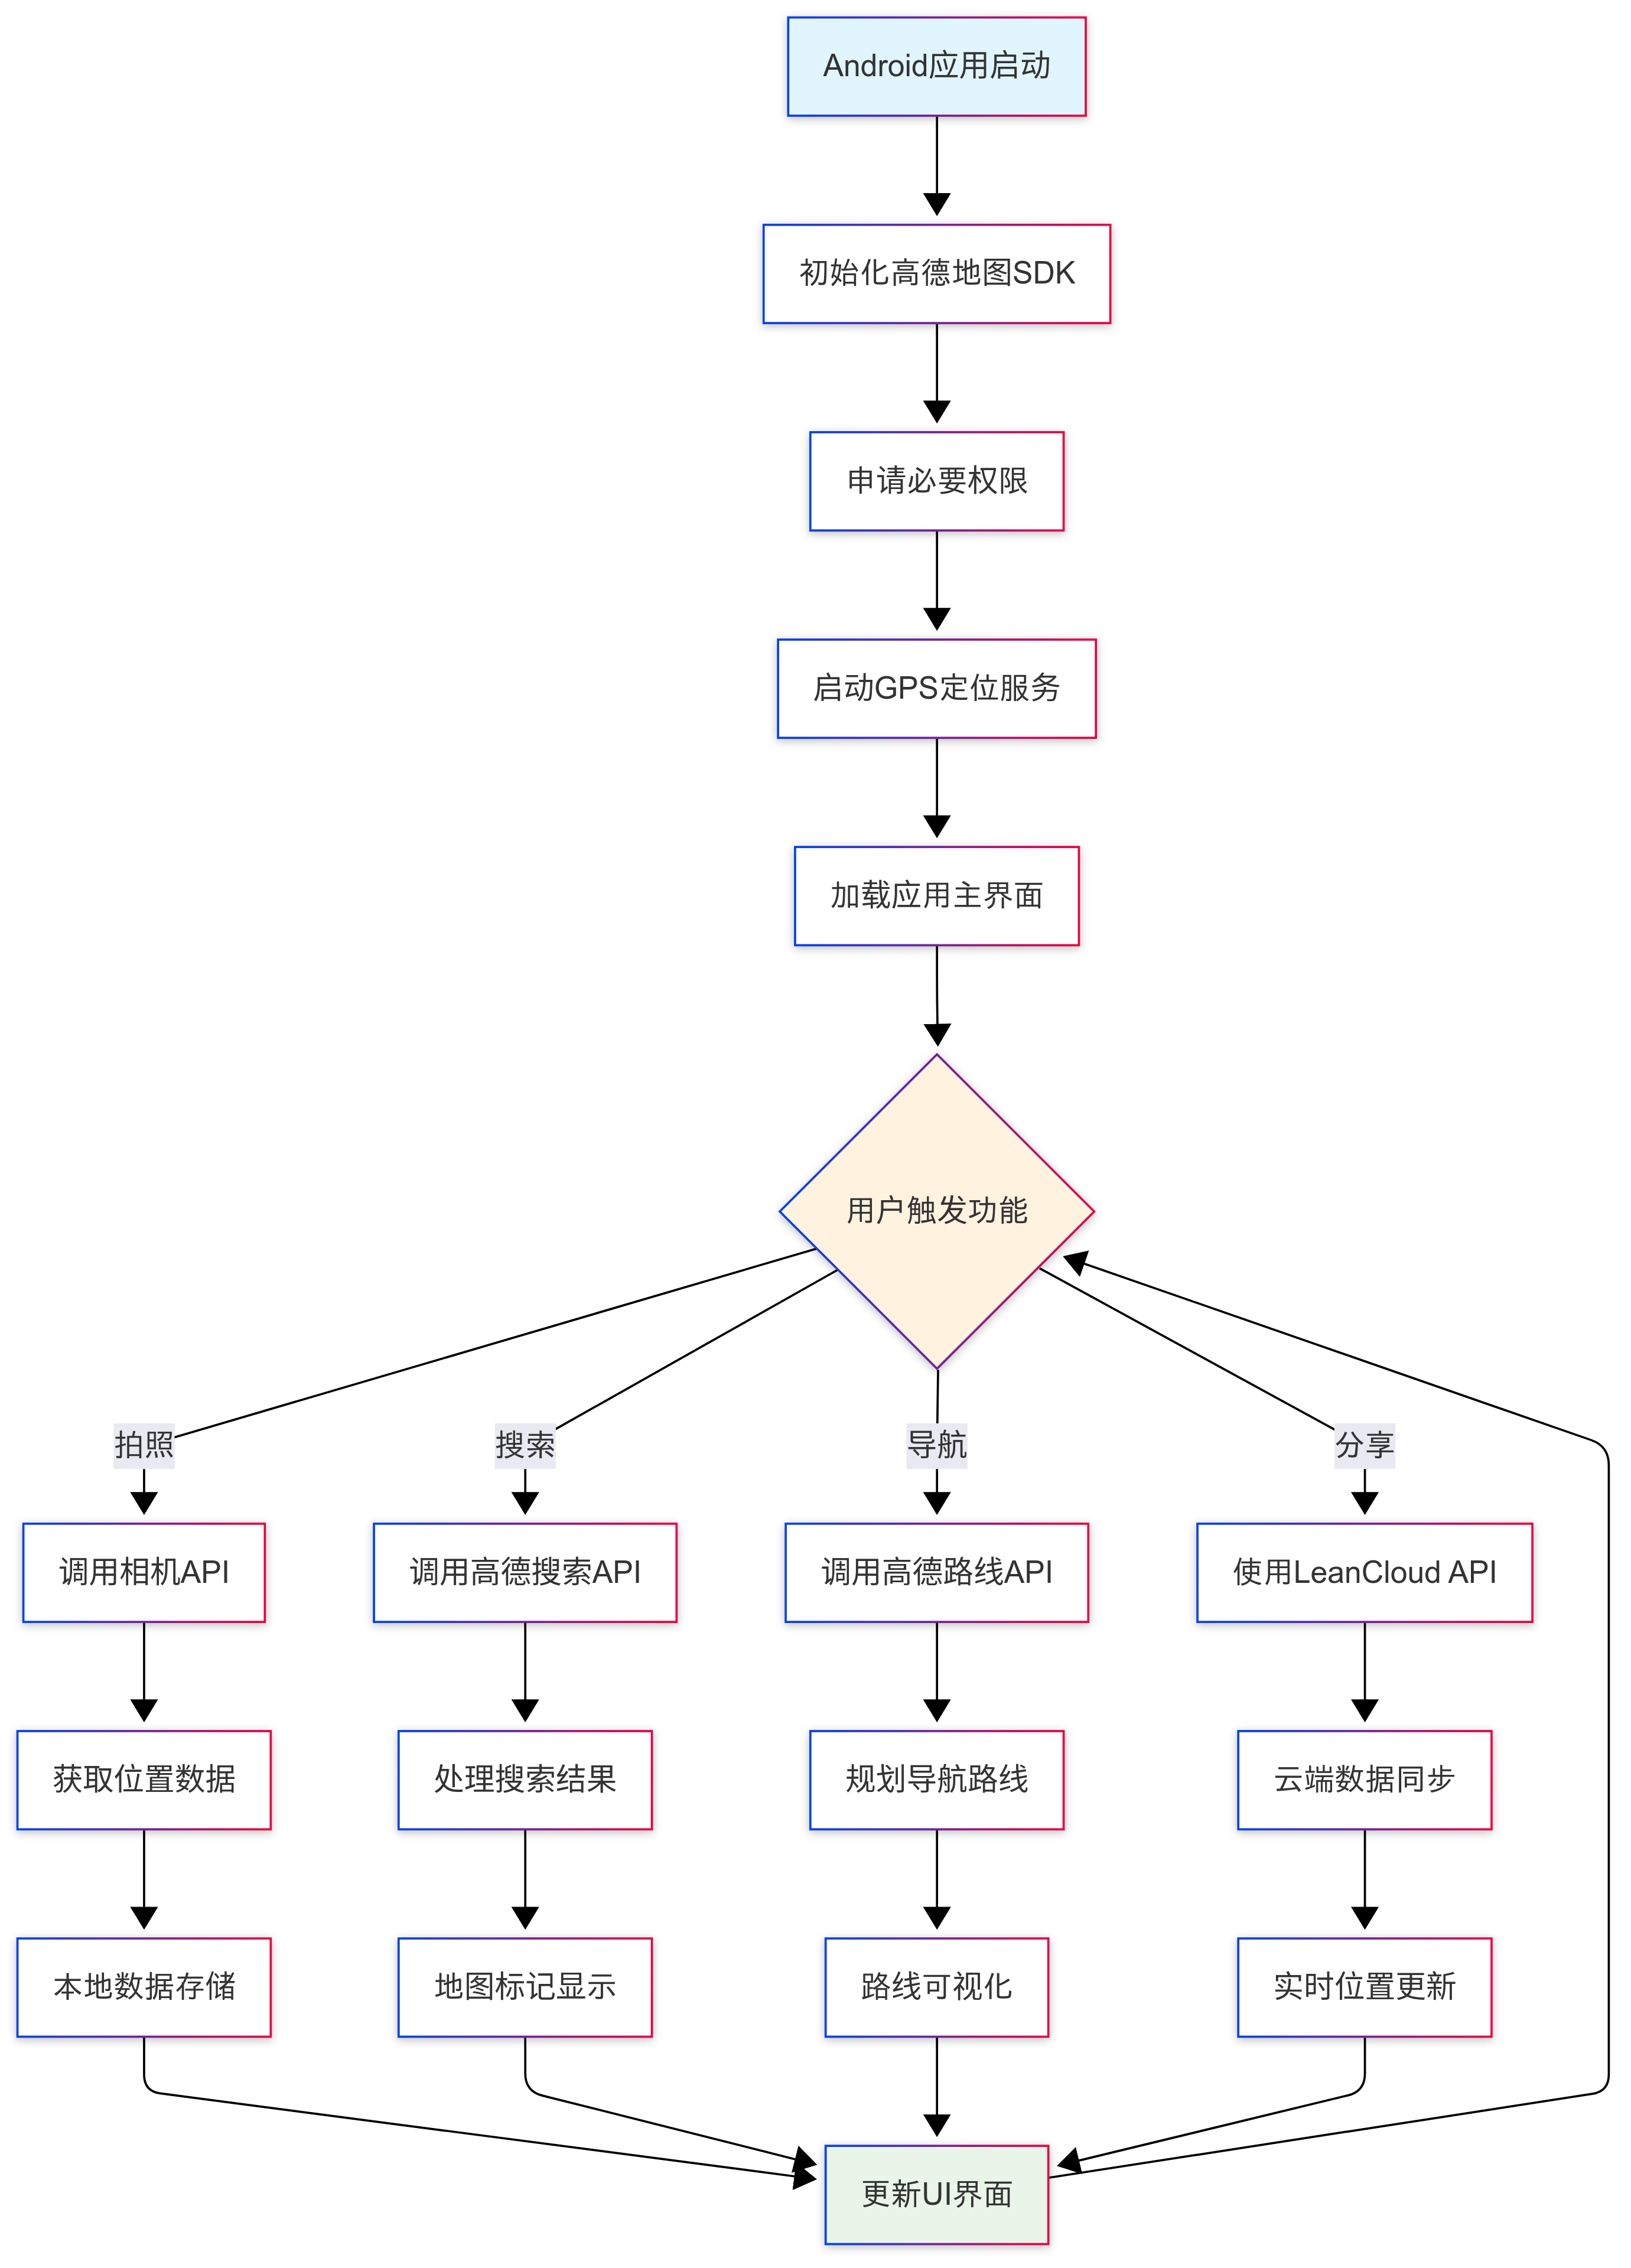 Android应用启动
初始化高德地图SDK
申请必要权限
启动GPS定位服务
加载应用主界面
用户触发功能
拍照
搜索
导航
分享
调用相机API
调用高德搜索API
调用高德路线API
使用LeanCloud API
获取位置数据
处理搜索结果
规划导航路线
云端数据同步
本地数据存储
地图标记显示
路线可视化
实时位置更新
更新UI界面